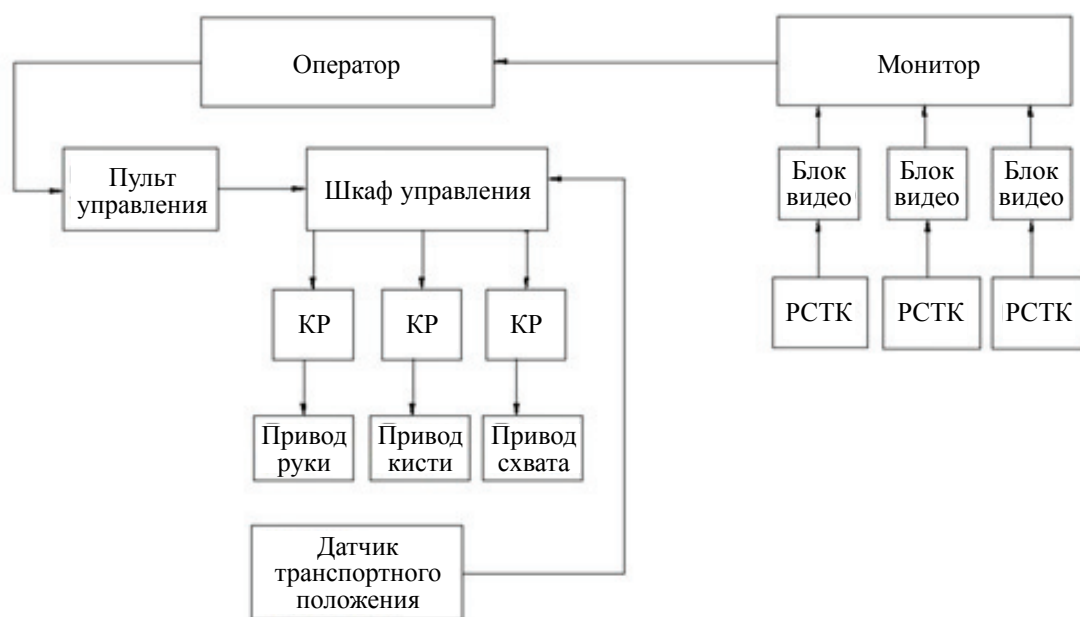 Оператор
Монитор
Пульт
управления
Шкаф управления
Блок
видео
Блок
видео
Блок
видео
КР
КР
КР
РСТК
РСТК
РСТК
Привод
руки
Привод
кисти
Привод
схвата
Датчик
транспортного
положения